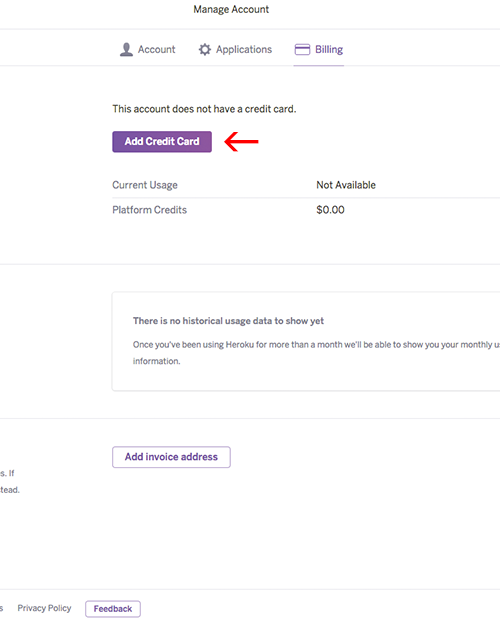 Manage Account
Account Applications Billing
This account does not have a credit card.
Add Credit Card
Current Usage Not Available
Platform Credits $0.00
There is no historical usage data to show yet
Once you've been using Heroku for more than a month we'll be able to show you your monthly
information.
Add invoice address
s. If
tead.
s Privacy Policy Feedback